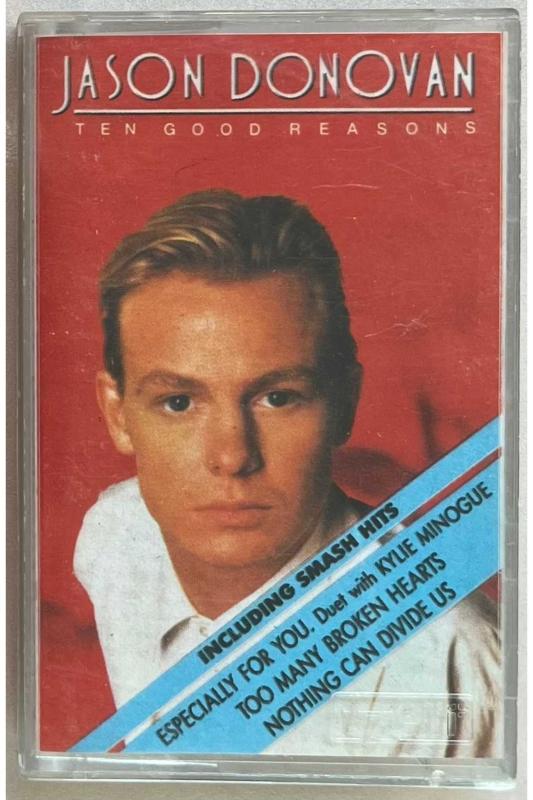 JASON DONOVAN
TEN GOOD REASONS
INCLUDING SMASH HITS
ESPECIALLY FOR YOU. Duet with KYLIE MINOGUE
TOO MANY BROKEN HEARTS
NOTHING CAN DIVIDE US